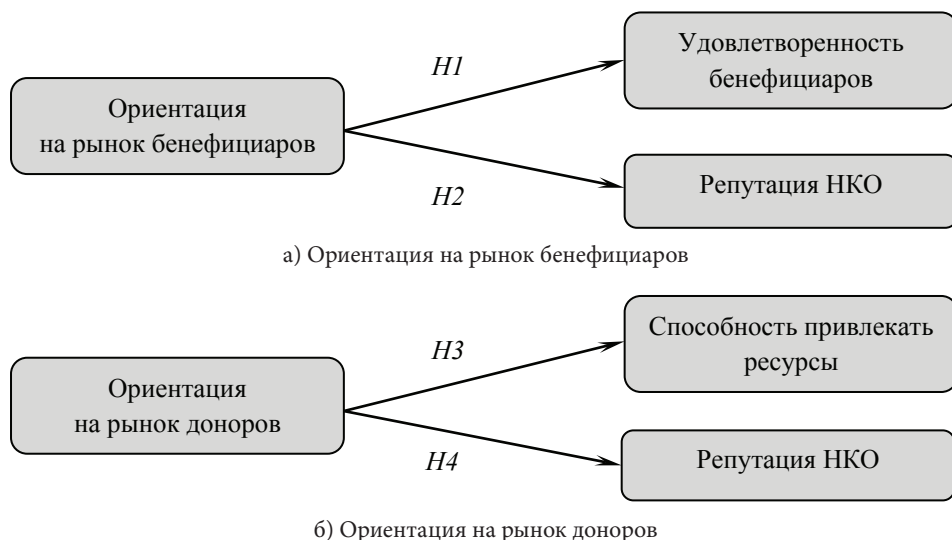 Ориентация
на рынок бенефициаров
H1
H2
Удовлетворенность
бенефициаров
Репутация НКО
а) Ориентация на рынок бенефициаров
Ориентация
на рынок доноров
H3
H4
Способность привлекать
ресурсы
Репутация НКО
б) Ориентация на рынок доноров